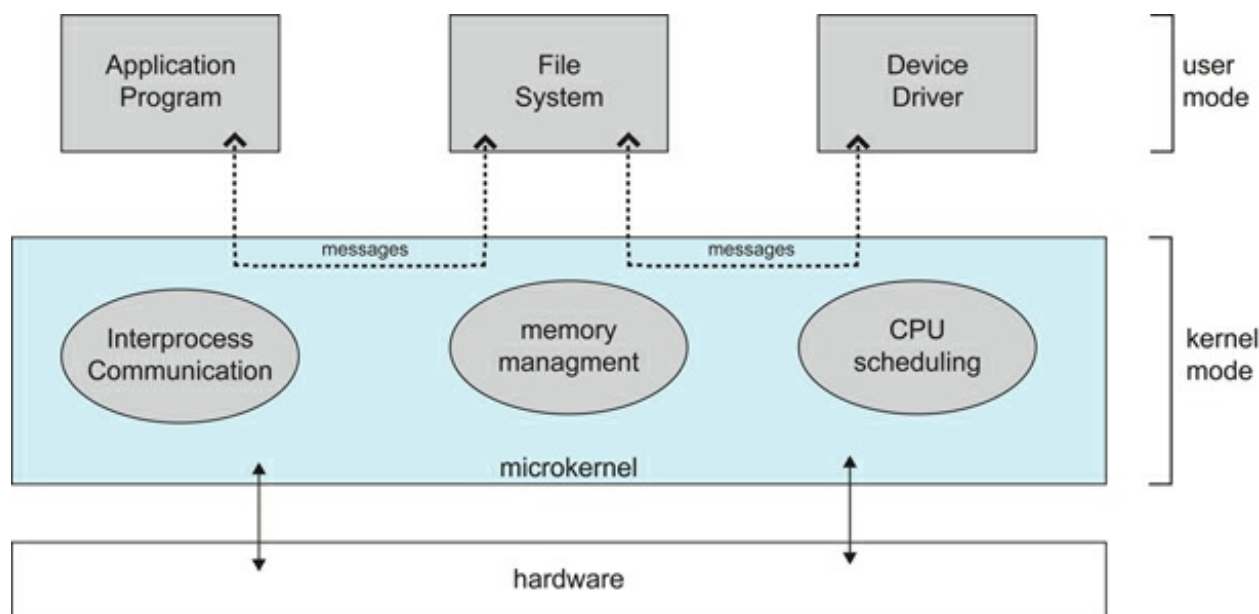 Application
Program
File
System
Device
Driver
user
mode
messages
messages
Interprocess
Communication
memory
managment
CPU
scheduling
kernel
mode
microkernel
hardware